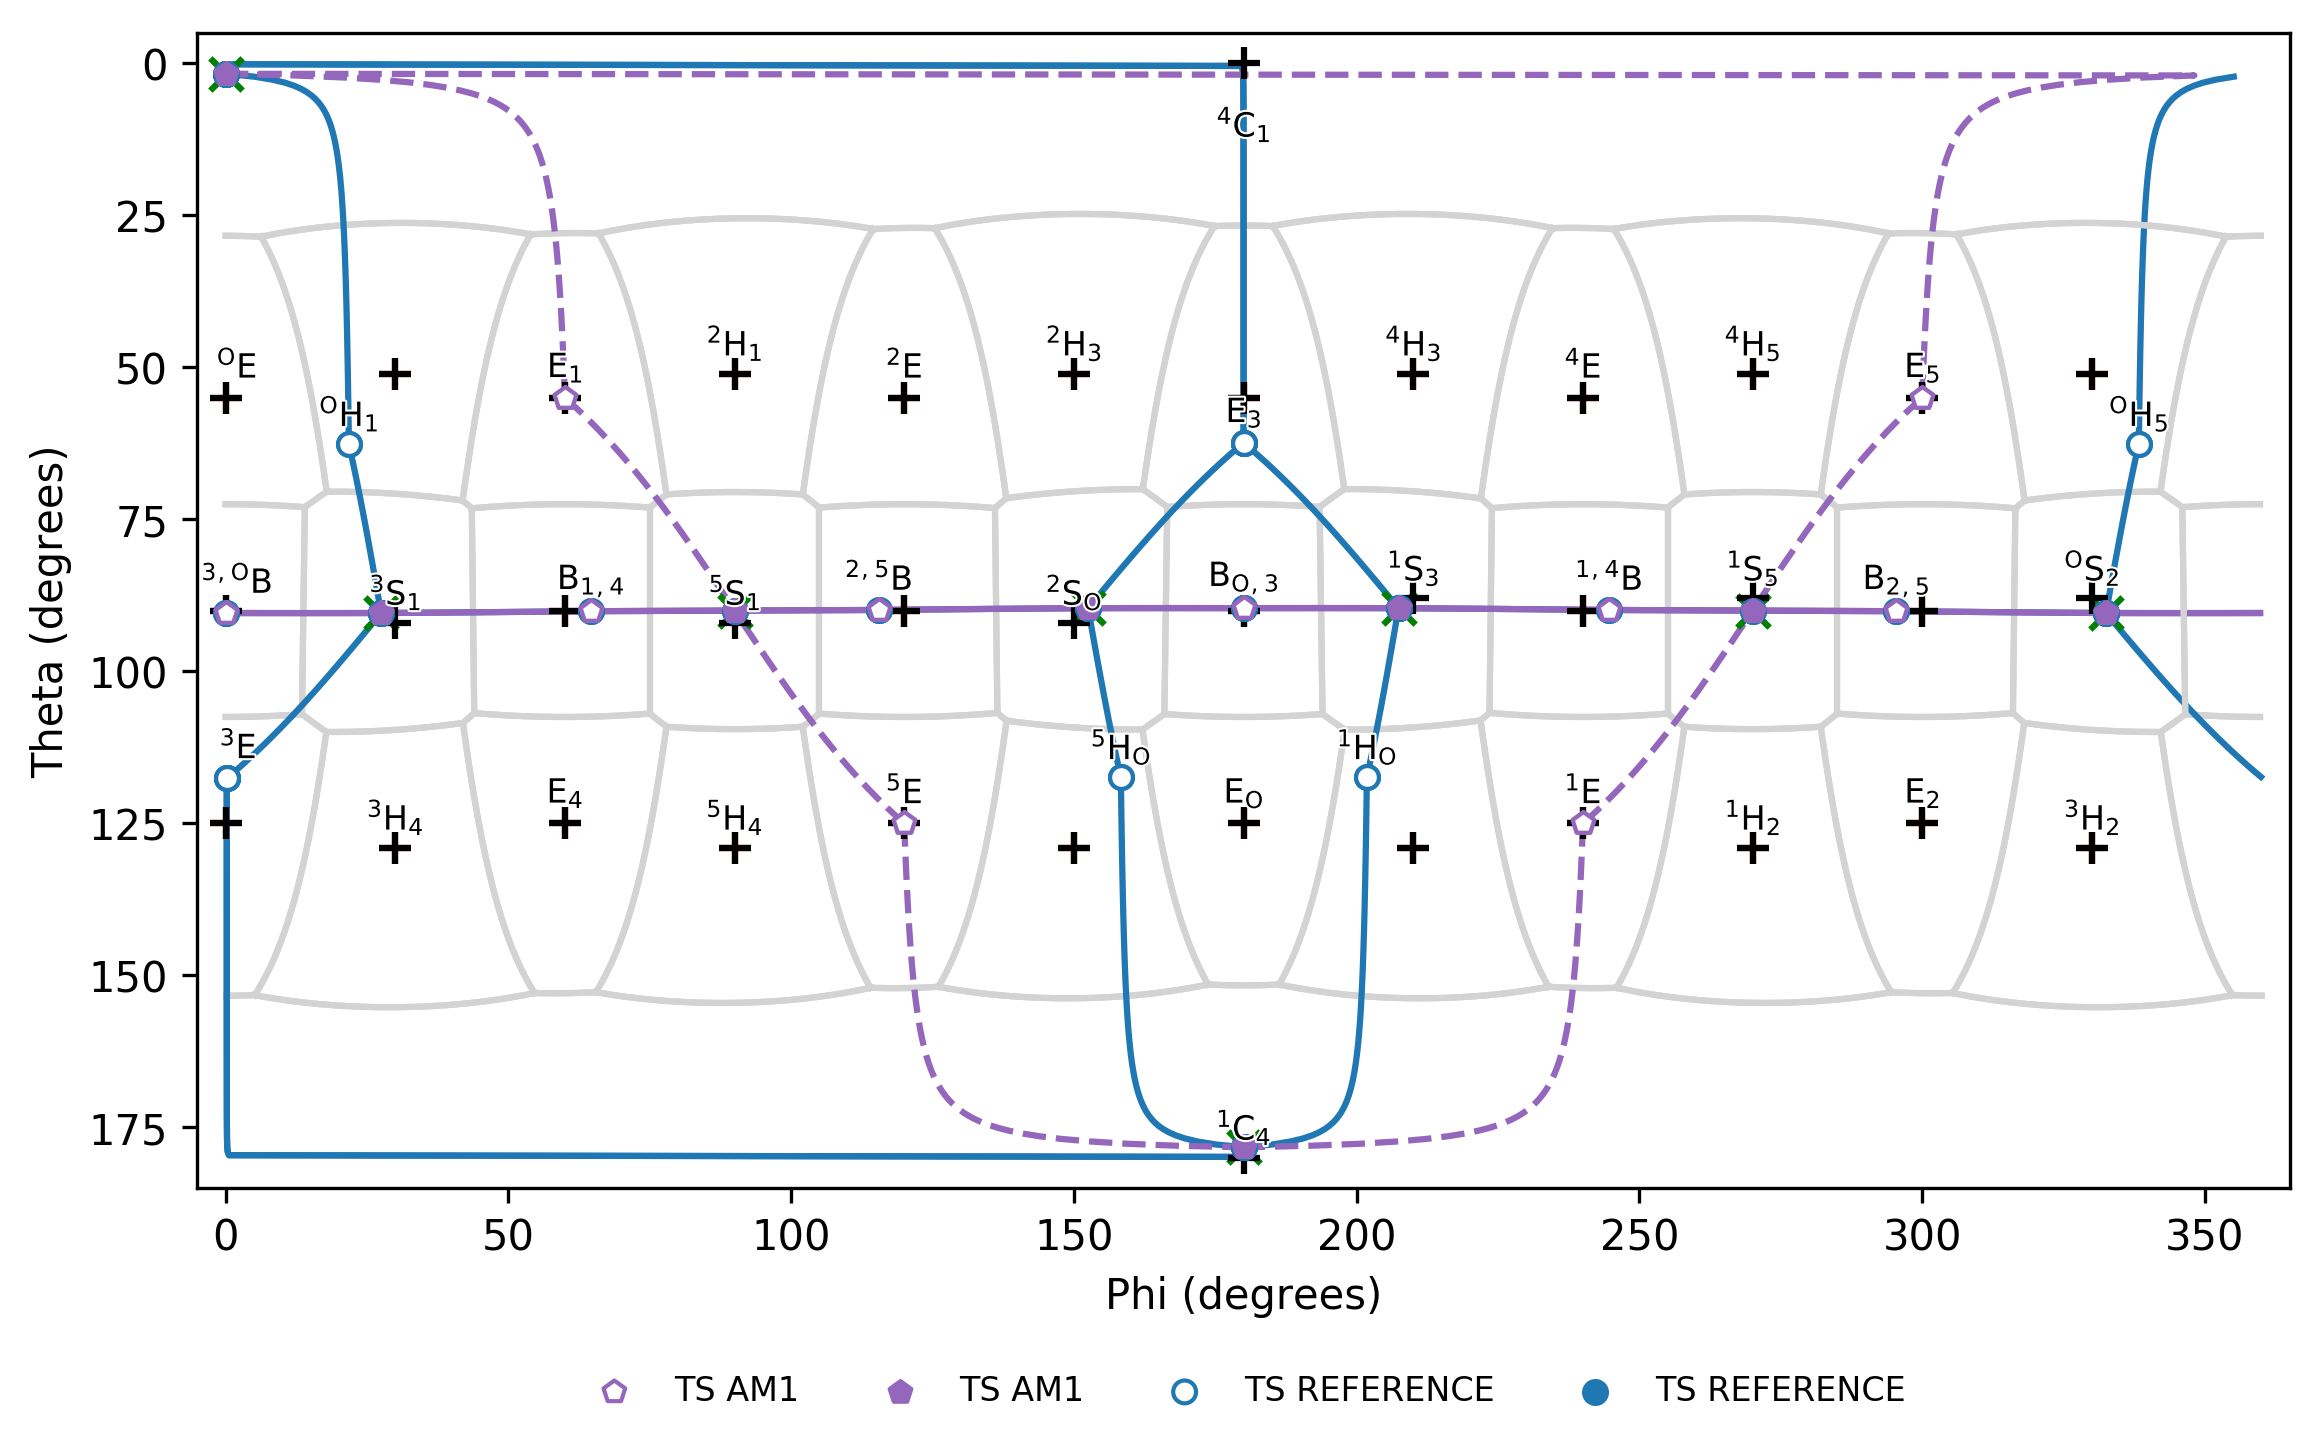 0
⁴C₁
25
²H₁ ²H₃ ⁴H₃ ⁴H₅
50 ᴼE E₁ ²E ⁴E E₅
ᴼH₁ E₃ ᴼH₅
75
³,ᴼB ³S₁ B₁,₄ ⁵S₁ ²,⁵B ²Sₒ Bₒ,₃ ¹S₃ ¹,⁴B ¹S₅ B₂,₅ ᴼS₂
100
³E ⁵Hₒ ¹Hₒ
125 ³H₄ E₄ ⁵H₄ ⁵E Eₒ ¹E ¹H₂ E₂ ³H₂
150
175 ¹C₄
Theta (degrees)
0 50 100 150 200 250 300 350
Phi (degrees)
TS AM1 TS AM1 TS REFERENCE TS REFERENCE